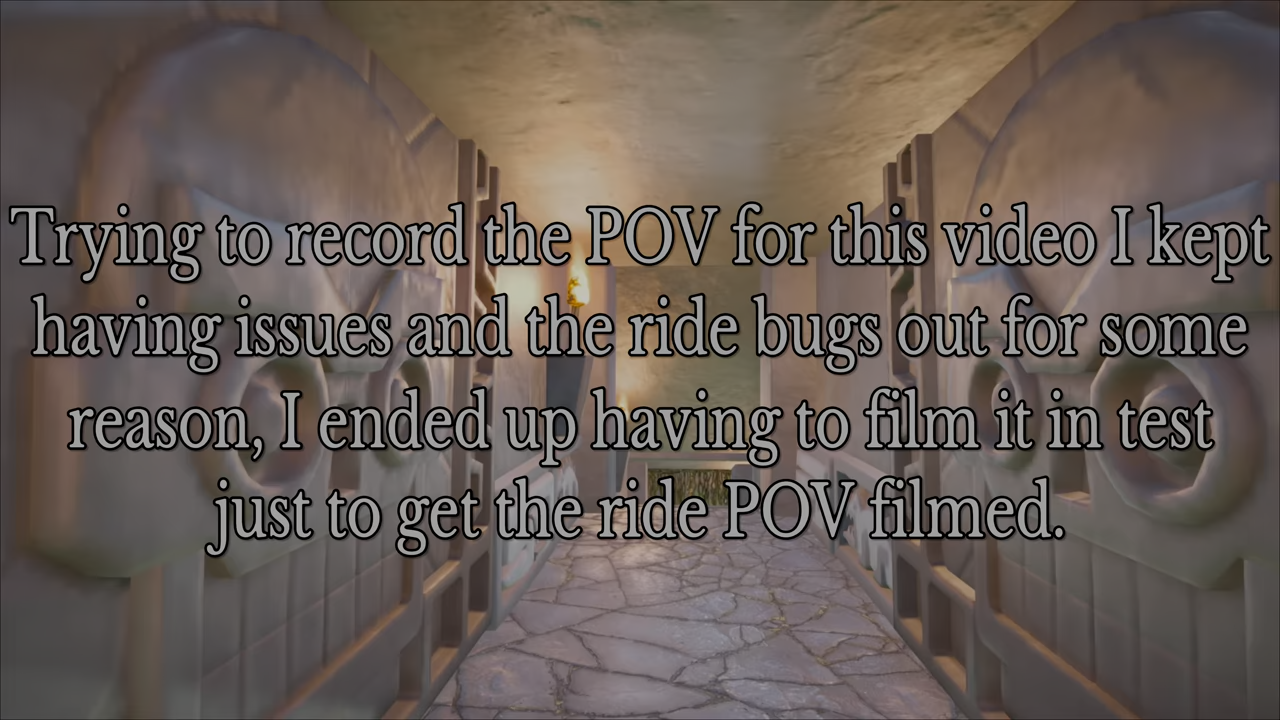 Trying to record the POV for this video I kept
having issues and the ride bugs out for some
reason, I ended up having to film it in test
just to get the ride POV filmed.